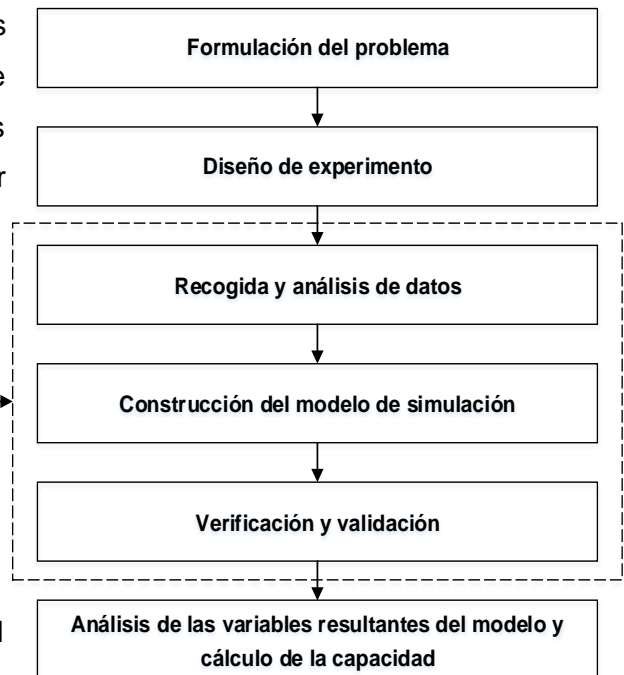 s
Formulación del problema
e
s
Diseño de experimento
r
Recogida y análisis de datos
Construcción del modelo de simulación
Verificación y validación
Análisis de las variables resultantes del modelo y
cálculo de la capacidad